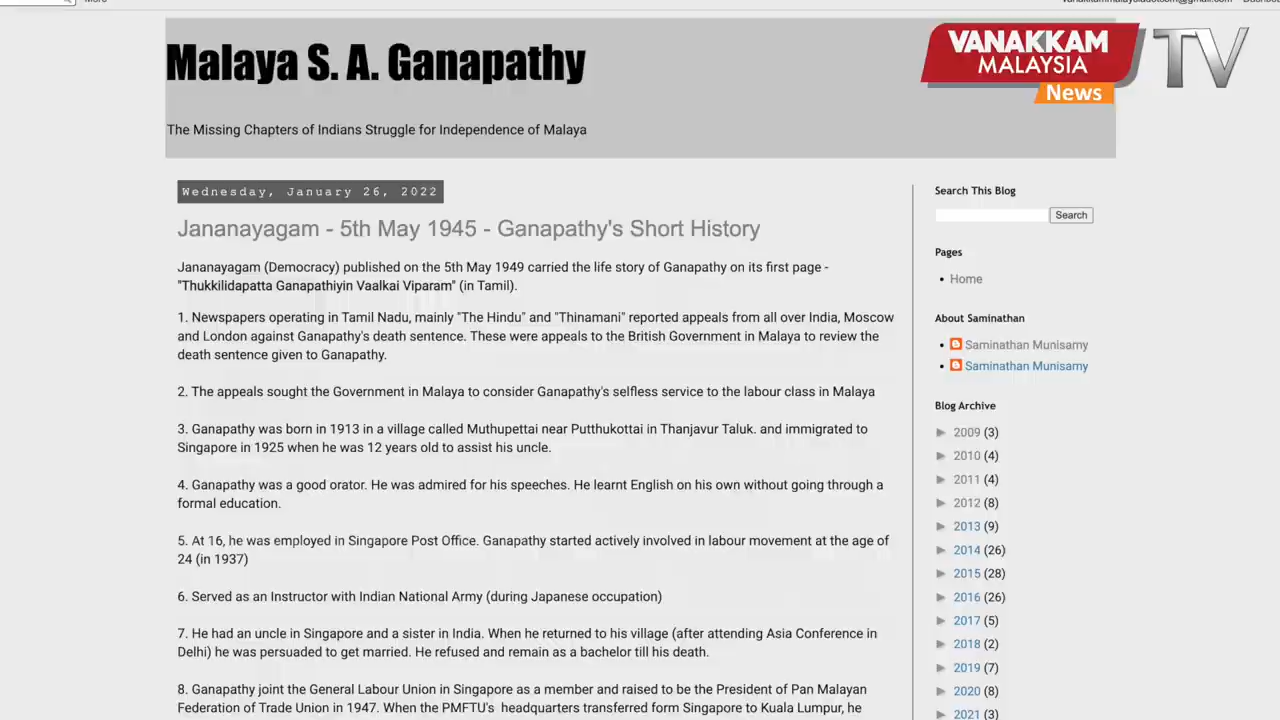 More
vanakkammalaysiadotcom@gmail.com
Malaya S. A. Ganapathy
VANAKKAM
MALAYSIA
News
TV
The Missing Chapters of Indians Struggle for Independence of Malaya
Wednesday, January 26, 2022
Jananayagam - 5th May 1945 - Ganapathy's Short History
Jananayagam (Democracy) published on the 5th May 1949 carried the life story of Ganapathy on its first page -
"Thukkilidapatta Ganapathiyin Vaalkai Viparam" (in Tamil).
1. Newspapers operating in Tamil Nadu, mainly "The Hindu" and "Thinamani" reported appeals from all over India, Moscow
and London against Ganapathy's death sentence. These were appeals to the British Government in Malaya to review the
death sentence given to Ganapathy.
2. The appeals sought the Government in Malaya to consider Ganapathy's selfless service to the labour class in Malaya
3. Ganapathy was born in 1913 in a village called Muthupettai near Putthukottai in Thanjavur Taluk. and immigrated to
Singapore in 1925 when he was 12 years old to assist his uncle.
4. Ganapathy was a good orator. He was admired for his speeches. He learnt English on his own without going through a
formal education.
5. At 16, he was employed in Singapore Post Office. Ganapathy started actively involved in labour movement at the age of
24 (in 1937)
6. Served as an Instructor with Indian National Army (during Japanese occupation)
7. He had an uncle in Singapore and a sister in India. When he returned to his village (after attending Asia Conference in
Delhi) he was persuaded to get married. He refused and remain as a bachelor till his death.
8. Ganapathy joint the General Labour Union in Singapore as a member and raised to be the President of Pan Malayan
Federation of Trade Union in 1947. When the PMFTU's headquarters transferred form Singapore to Kuala Lumpur, he
Search This Blog
Search
Pages
Home
About Saminathan
Saminathan Munisamy
Saminathan Munisamy
Blog Archive
► 2009 (3)
► 2010 (4)
► 2011 (4)
► 2012 (8)
► 2013 (9)
► 2014 (26)
► 2015 (28)
► 2016 (26)
► 2017 (5)
► 2018 (2)
► 2019 (7)
► 2020 (8)
► 2021 (3)